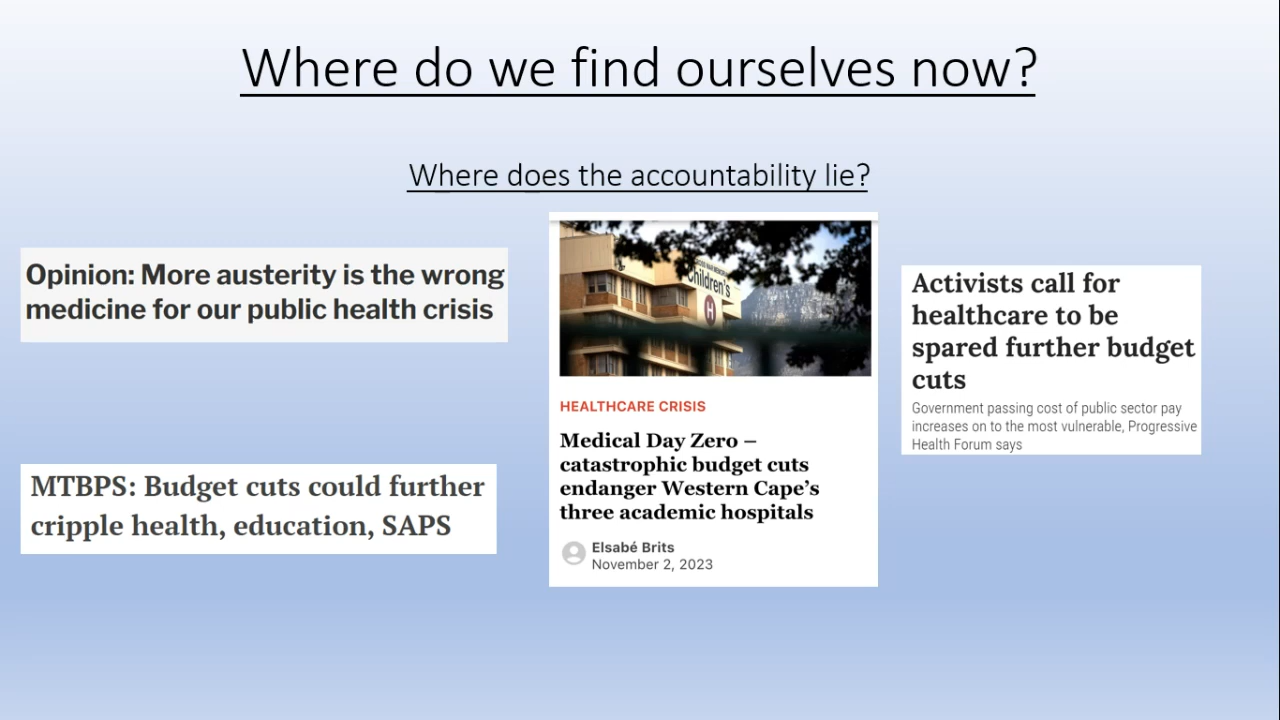 Where do we find ourselves now?
Where does the accountability lie?
Opinion: More austerity is the wrong
medicine for our public health crisis
MTBPS: Budget cuts could further
cripple health, education, SAPS
Children's
H
HEALTHCARE CRISIS
Medical Day Zero –
catastrophic budget cuts
endanger Western Cape's
three academic hospitals
Elsabé Brits
November 2, 2023
Activists call for
healthcare to be
spared further budget
cuts
Government passing cost of public sector pay
increases on to the most vulnerable, Progressive
Health Forum says